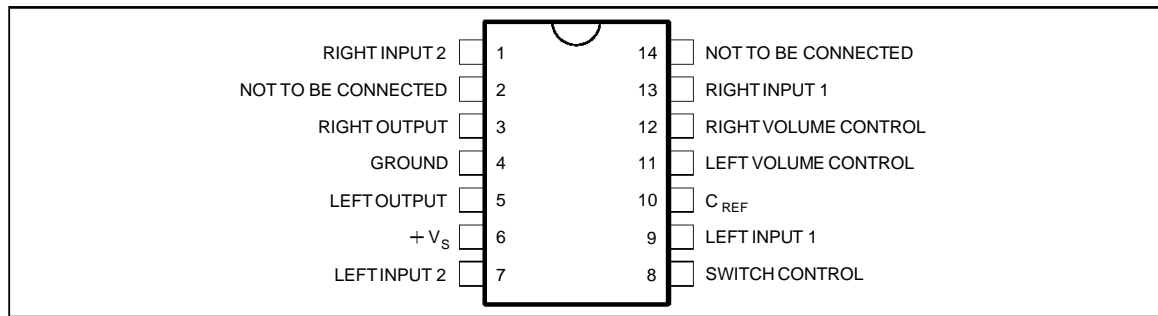 RIGHT INPUT 2 1 14 NOT TO BE CONNECTED
NOT TO BE CONNECTED 2 13 RIGHT INPUT 1
RIGHT OUTPUT 3 12 RIGHT VOLUME CONTROL
GROUND 4 11 LEFT VOLUME CONTROL
LEFT OUTPUT 5 10 C REF
+ VS 6 9 LEFT INPUT 1
LEFT INPUT 2 7 8 SWITCH CONTROL